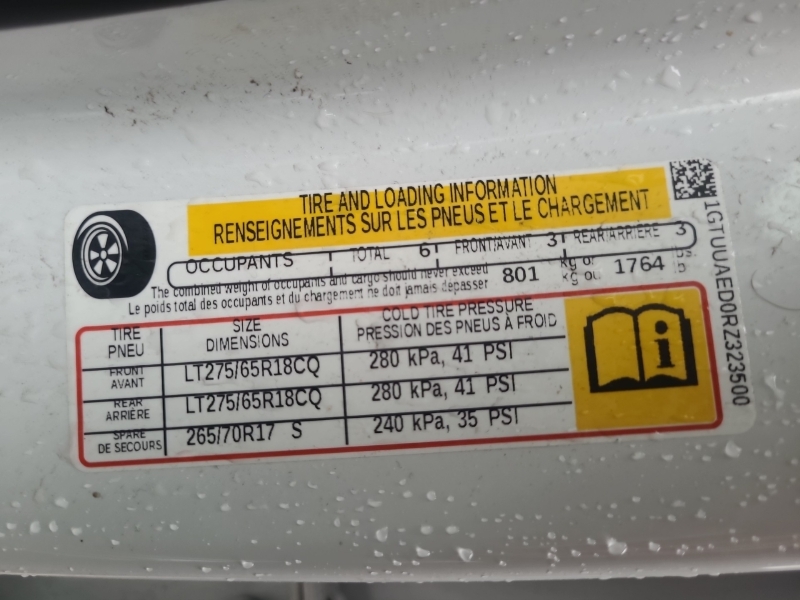 TIRE AND LOADING INFORMATION
RENSEIGNEMENTS SUR LES PNEUS ET LE CHARGEMENT
OCCUPANTS TOTAL 6 FRONT/AVANT 3 REAR/ARRIÈRE 3
The combined weight of occupants and cargo should never exceed 801 kg or 1764 lbs.
Le poids total des occupants et du chargement ne doit jamais dépasser kg ou lb
TIRE SIZE COLD TIRE PRESSURE
PNEU DIMENSIONS PRESSION DES PNEUS À FROID
FRONT LT275/65R18CQ 280 kPa, 41 PSI
AVANT
REAR LT275/65R18CQ 280 kPa, 41 PSI
ARRIÈRE
SPARE 265/70R17 S 240 kPa, 35 PSI
DE SECOURS
1GTUUAED0RZ323500